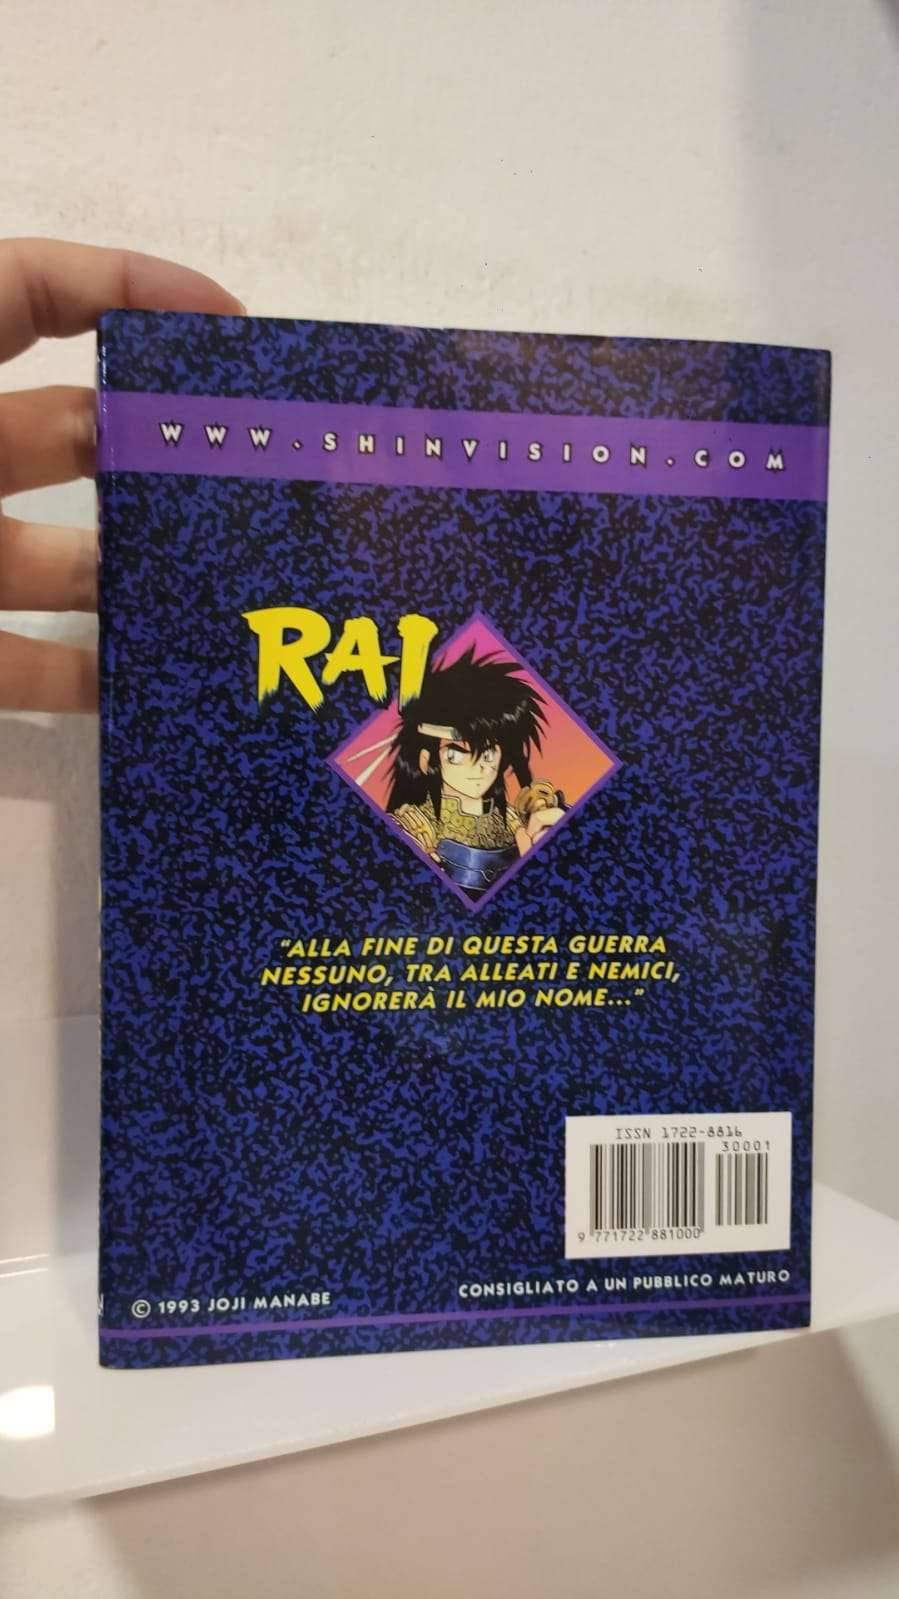 WWW.SHINVISION.COM
RAI
"ALLA FINE DI QUESTA GUERRA
NESSUNO, TRA ALLEATI E NEMICI,
IGNORERÀ IL MIO NOME..."
ISSN 1722-8816
30001
9 771722 881000
© 1993 JOJI MANABE
CONSIGLIATO A UN PUBBLICO MATURO